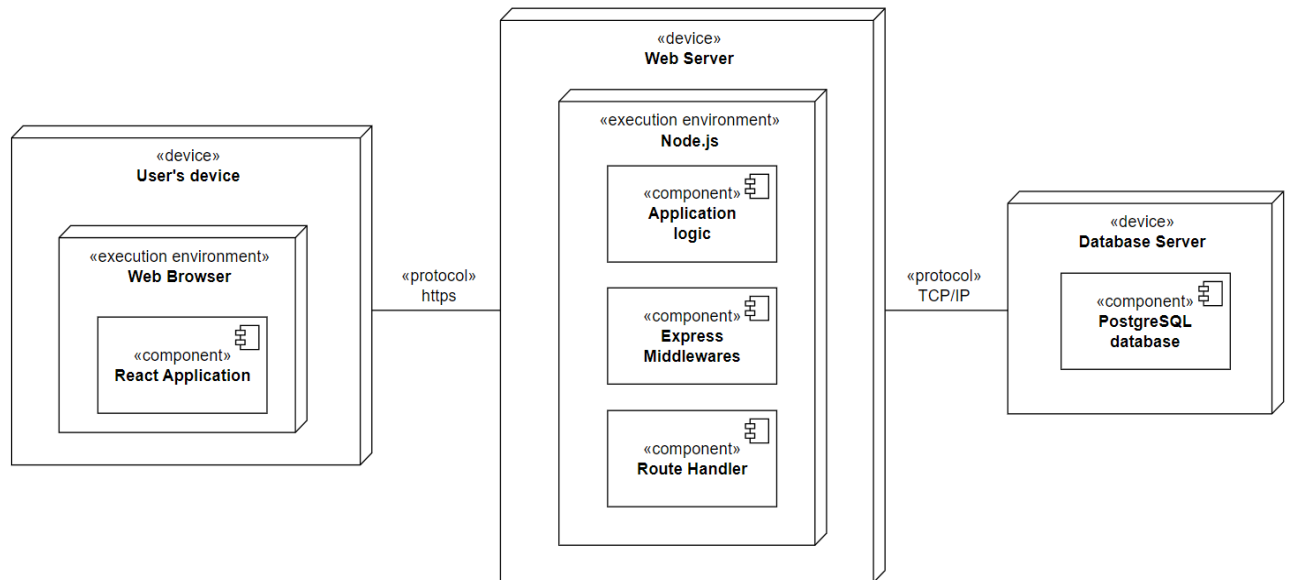 «device»
User's device
«execution environment»
Web Browser
«component»
React Application
«protocol»
https
«device»
Web Server
«execution environment»
Node.js
«component»
Application
logic
«component»
Express
Middlewares
«component»
Route Handler
«protocol»
TCP/IP
«device»
Database Server
«component»
PostgreSQL
database